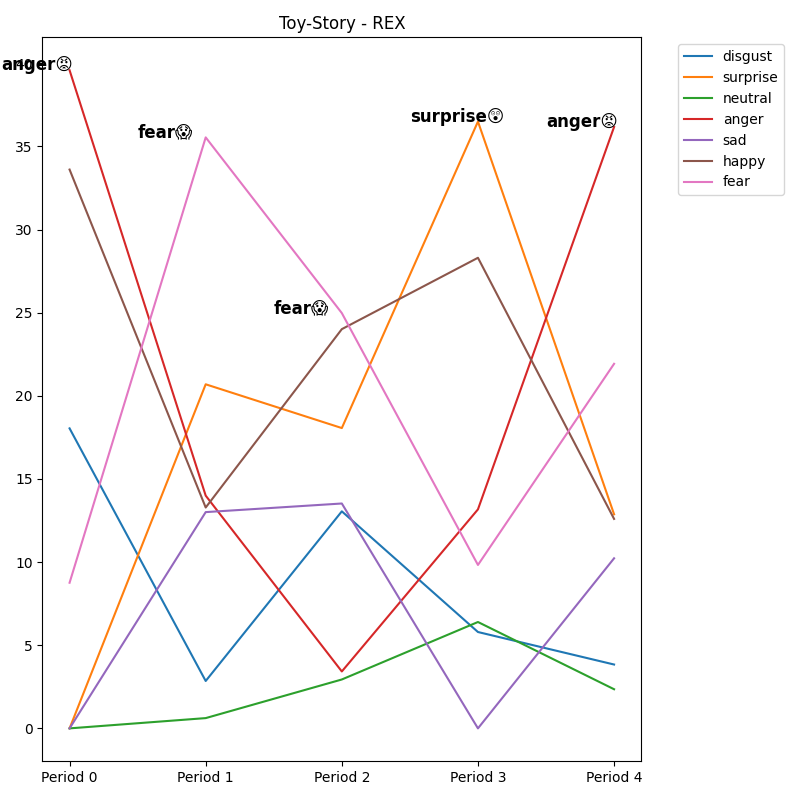 Toy-Story - REX
anger😡
40
fear😱
surprise😲
anger😡
fear😱
35
30
25
20
15
10
5
0
Period 0 Period 1 Period 2 Period 3 Period 4
disgust
surprise
neutral
anger
sad
happy
fear